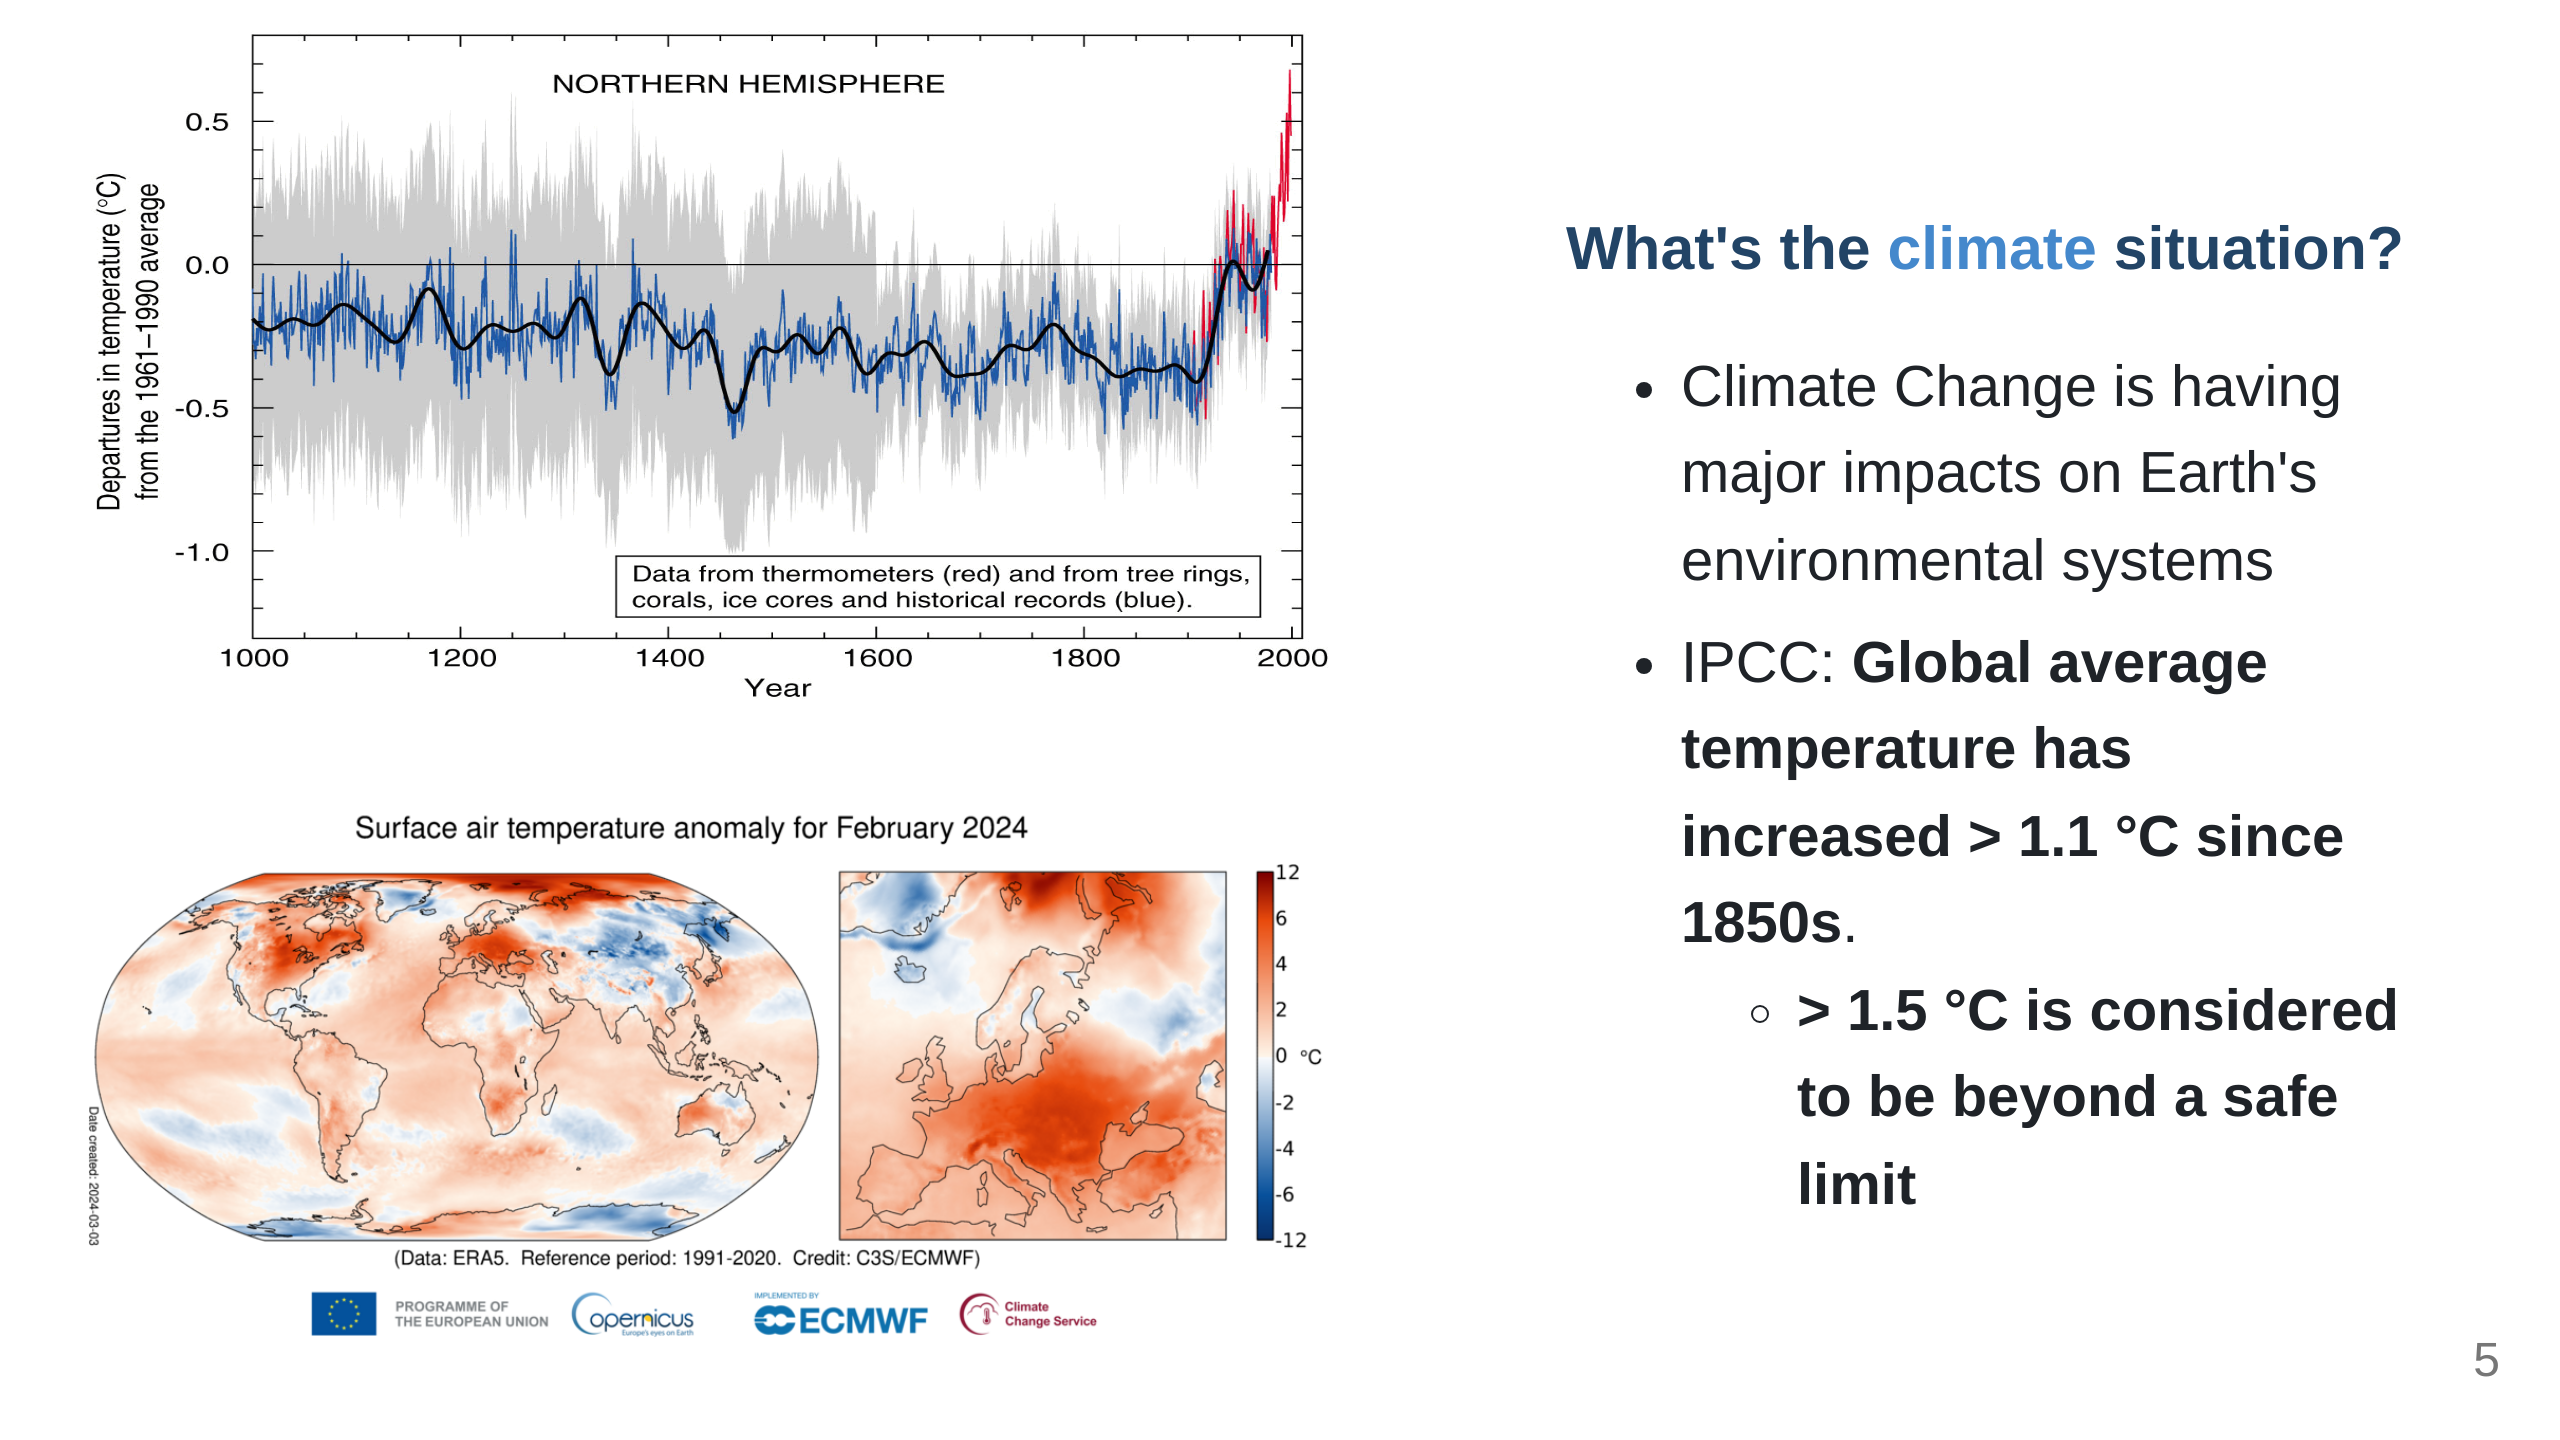 NORTHERN HEMISPHERE
Departures in temperature (°C)
from the 1961–1990 average
0.5
0.0
-0.5
-1.0
Data from thermometers (red) and from tree rings,
corals, ice cores and historical records (blue).
1000 1200 1400 1600 1800 2000
Year
Surface air temperature anomaly for February 2024
12
6
4
2
0 °C
-2
-4
-6
-12
Date created: 2024-03-03
(Data: ERA5. Reference period: 1991-2020. Credit: C3S/ECMWF)
PROGRAMME OF
THE EUROPEAN UNION
opernicus
Europe's eyes on Earth
IMPLEMENTED BY
ECMWF
Climate
Change Service
What's the climate situation?
• Climate Change is having
major impacts on Earth's
environmental systems
• IPCC: Global average
temperature has
increased > 1.1 °C since
1850s.
○ > 1.5 °C is considered
to be beyond a safe
limit
5